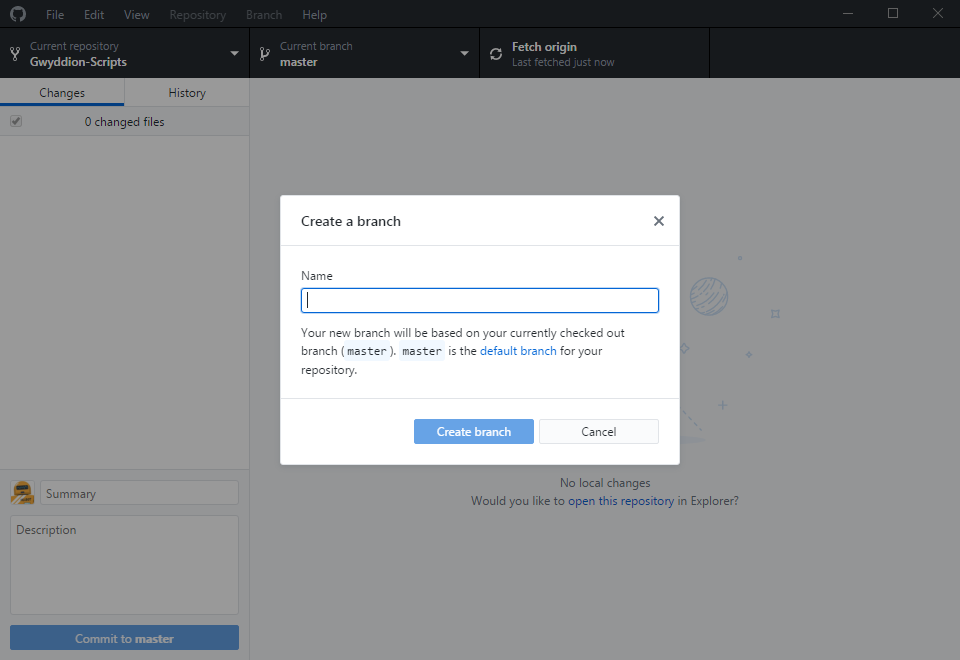 File Edit View Repository Branch Help
Current repository
Gwyddion-Scripts
Current branch
master
Fetch origin
Last fetched just now
Changes History
0 changed files
Create a branch
Name
Your new branch will be based on your currently checked out
branch (master). master is the default branch for your
repository.
Create branch Cancel
No local changes
Would you like to open this repository in Explorer?
Summary
Description
Commit to master